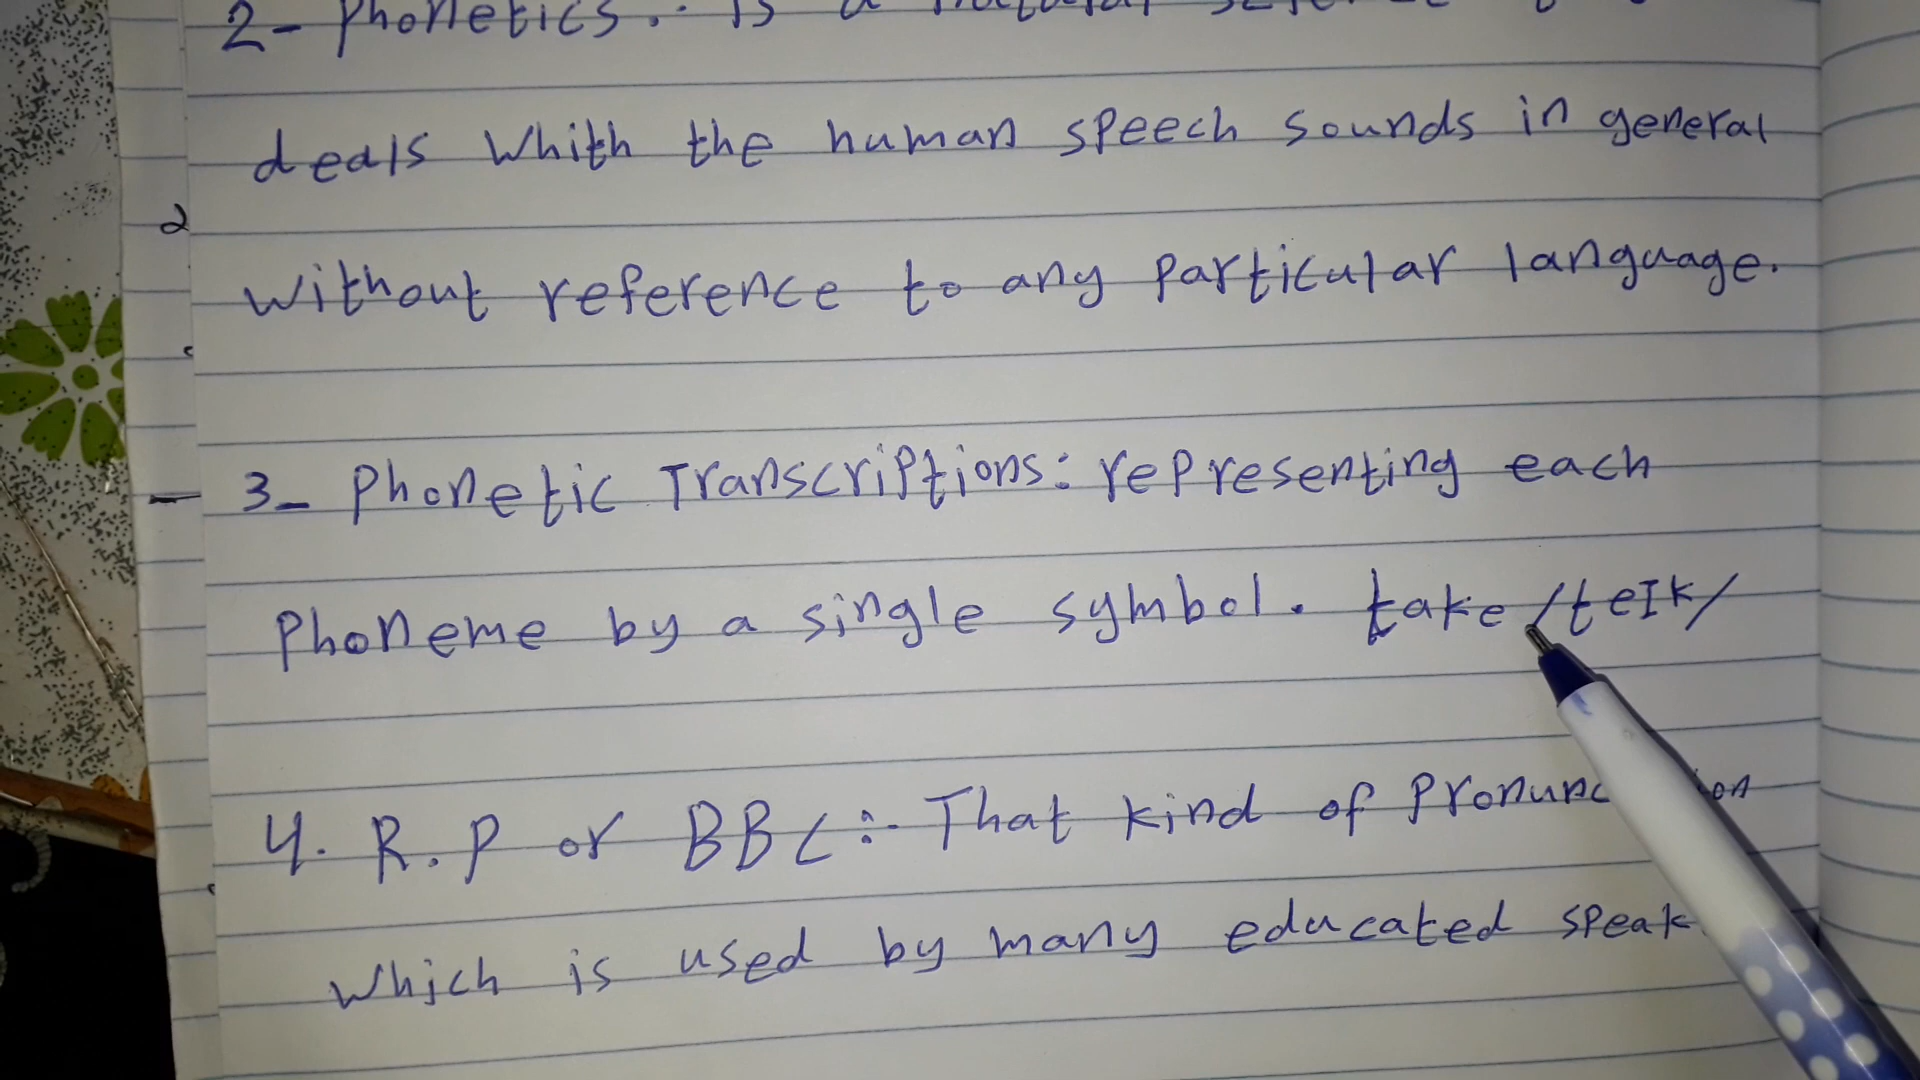 2- Phonetics.. is a
deals Whith the human speech sounds in general
without reference to any particular language.
3- Phonetic Transcriptions: representing each
Phoneme by a single symbol. take /teIk/
4. R.P or BBC:- That kind of
which is used by many educated